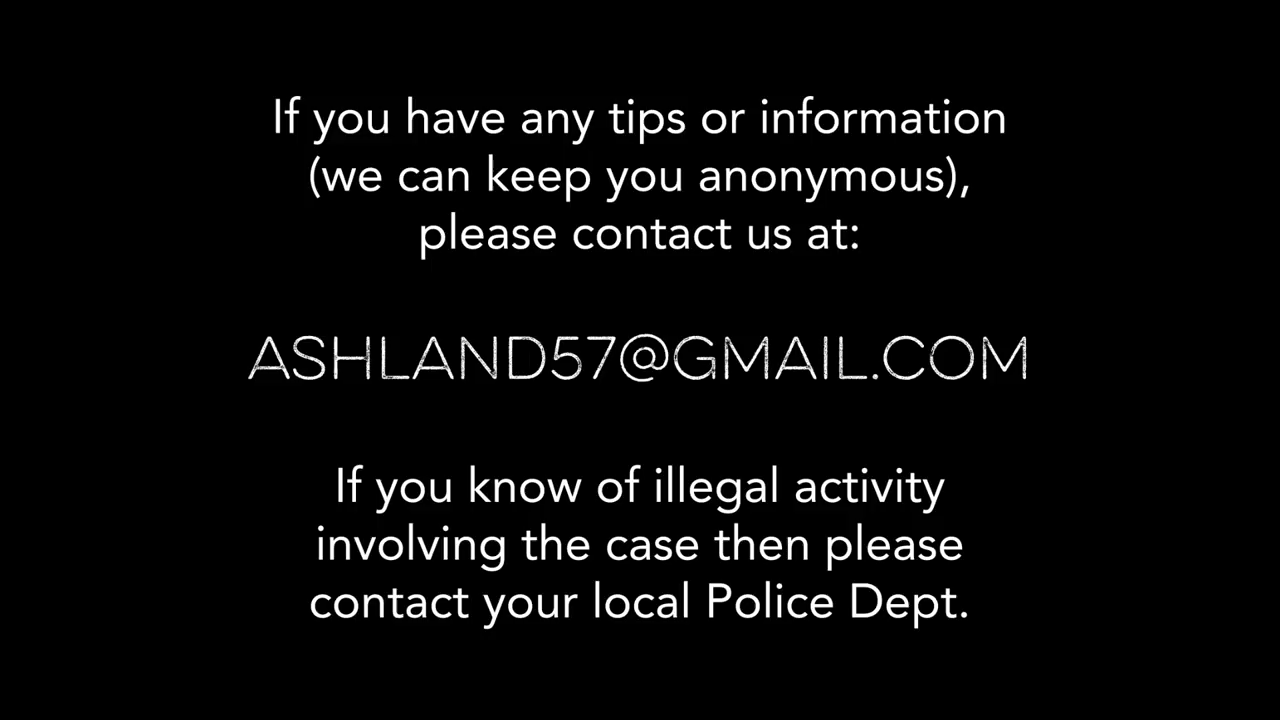 If you have any tips or information
(we can keep you anonymous),
please contact us at:
ASHLAND57@GMAIL.COM
If you know of illegal activity
involving the case then please
contact your local Police Dept.